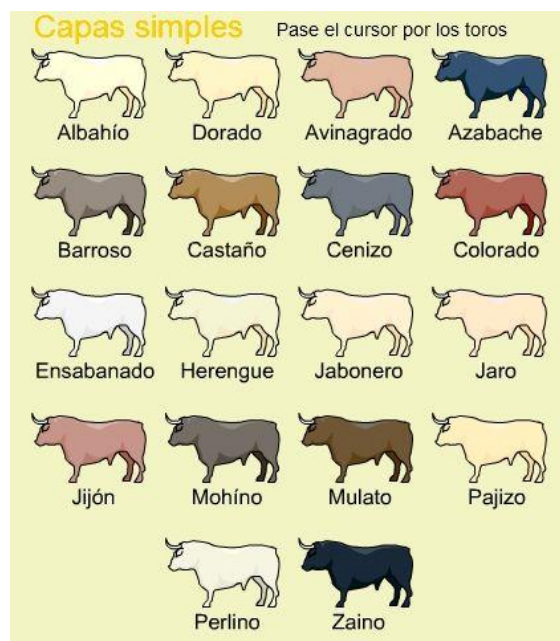 Capas simples Pase el cursor por los toros
Albahío Dorado Avinagrado Azabache
Barroso Castaño Cenizo Colorado
Ensabanado Herengue Jabonero Jaro
Jijón Mohíno Mulato Pajizo
Perlino Zaino